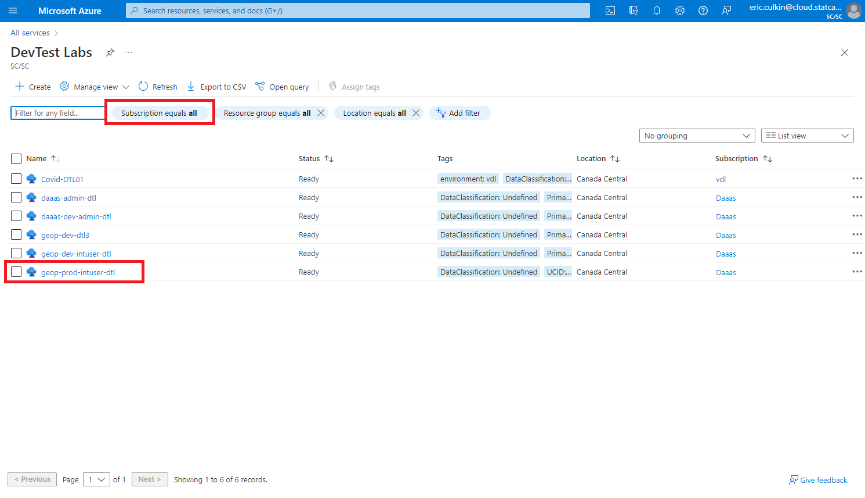 Microsoft Azure
Search resources, services, and docs (G+/)
eric.culkin@cloud.statca...
SC/SC
All services >
DevTest Labs
...
SC/SC
Create
Manage view
Refresh
Export to CSV
Open query
Assign tags
Filter for any field...
Subscription equals all
Resource group equals all
Location equals all
Add filter
No grouping
List view
Name Status Tags Location Subscription
Covid-DTL01 Ready environment: vdl DataClassification:... Canada Central vdl
daaas-admin-dtl Ready DataClassification: Undefined Prima... Canada Central Daaas
daaas-dev-admin-dtl Ready DataClassification: Undefined Prima... Canada Central Daaas
geop-dev-dtl3 Ready DataClassification: Undefined Prima... Canada Central Daaas
geop-dev-intuser-dtl Ready DataClassification: Undefined Prima... Canada Central Daaas
geop-prod-intuser-dtl Ready DataClassification: Undefined UCID:... Canada Central Daaas
< Previous Page 1 of 1 Next > Showing 1 to 6 of 6 records.
Give feedback